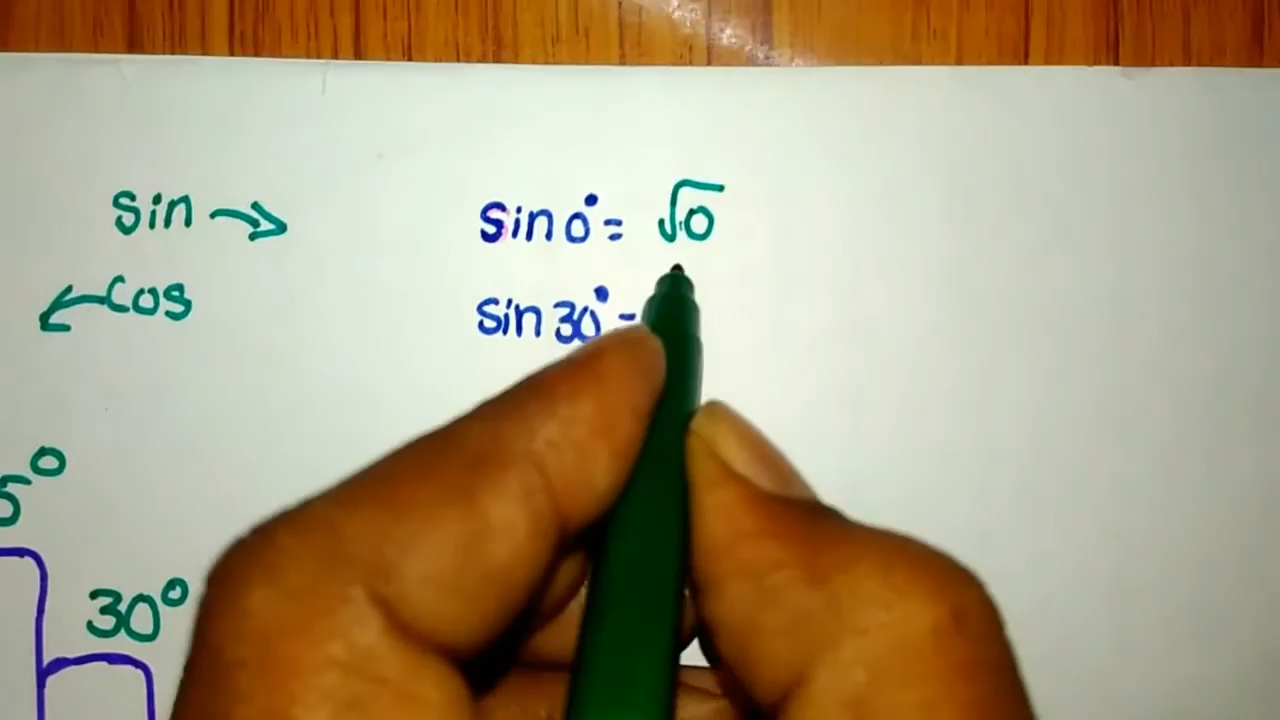 sin → sin 0° = √0
← cos
sin 30° =
5°
30°